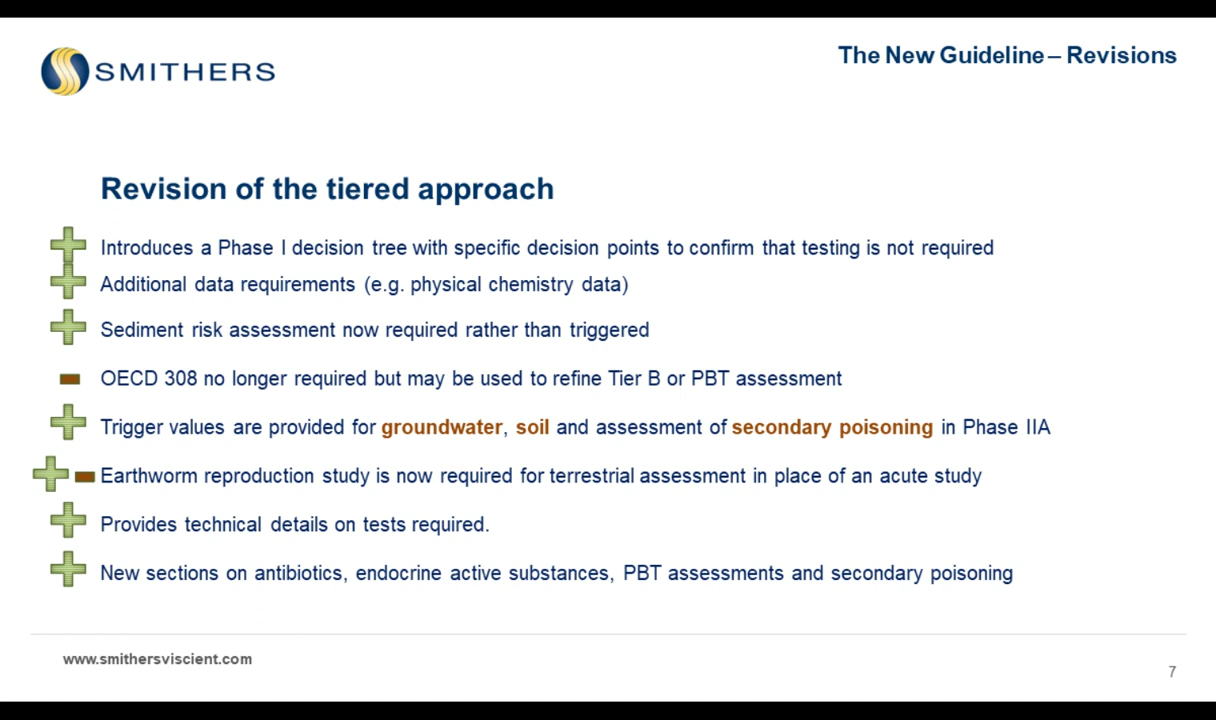 SMITHERS
The New Guideline – Revisions
Revision of the tiered approach
Introduces a Phase I decision tree with specific decision points to confirm that testing is not required
Additional data requirements (e.g. physical chemistry data)
Sediment risk assessment now required rather than triggered
OECD 308 no longer required but may be used to refine Tier B or PBT assessment
Trigger values are provided for groundwater, soil and assessment of secondary poisoning in Phase IIA
Earthworm reproduction study is now required for terrestrial assessment in place of an acute study
Provides technical details on tests required.
New sections on antibiotics, endocrine active substances, PBT assessments and secondary poisoning
www.smithersviscient.com
7